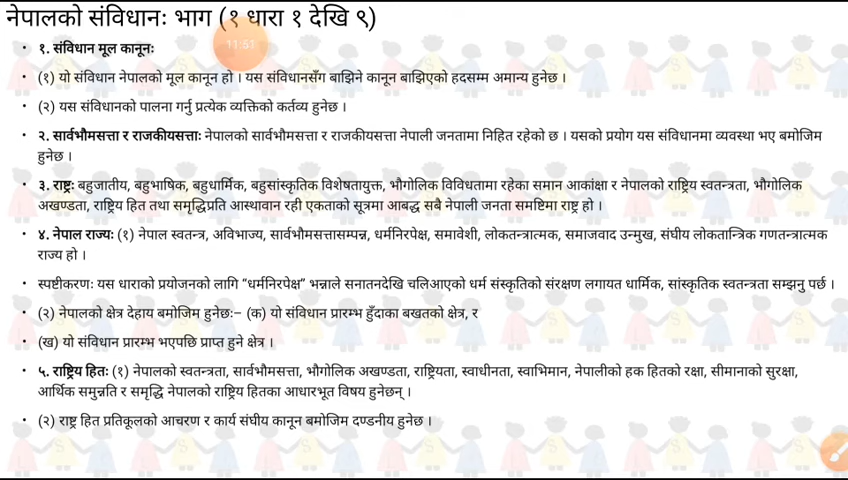 नेपालको संविधानः भाग (१ धारा १ देखि ९)
11:51
• १. संविधान मूल कानूनः
• (१) यो संविधान नेपालको मूल कानून हो । यस संविधानसँग बाझिने कानून बाझिएको हदसम्म अमान्य हुनेछ ।
• (२) यस संविधानको पालना गर्नु प्रत्येक व्यक्तिको कर्तव्य हुनेछ ।
• २. सार्वभौमसत्ता र राजकीयसत्ताः नेपालको सार्वभौमसत्ता र राजकीयसत्ता नेपाली जनतामा निहित रहेको छ । यसको प्रयोग यस संविधानमा व्यवस्था भए बमोजिम
हुनेछ ।
• ३. राष्ट्रः बहुजातीय, बहुभाषिक, बहुधार्मिक, बहुसांस्कृतिक विशेषतायुक्त, भौगोलिक विविधतामा रहेका समान आकांक्षा र नेपालको राष्ट्रिय स्वतन्त्रता, भौगोलिक
अखण्डता, राष्ट्रिय हित तथा समृद्धिप्रति आस्थावान रही एकताको सूत्रमा आबद्ध सबै नेपाली जनता समष्टिमा राष्ट्र हो ।
• ४. नेपाल राज्यः (१) नेपाल स्वतन्त्र, अविभाज्य, सार्वभौमसत्तासम्पन्न, धर्मनिरपेक्ष, समावेशी, लोकतन्त्रात्मक, समाजवाद उन्मुख, संघीय लोकतान्त्रिक गणतन्त्रात्मक
राज्य हो ।
• स्पष्टीकरणः यस धाराको प्रयोजनको लागि “धर्मनिरपेक्ष” भन्नाले सनातनदेखि चलिआएको धर्म संस्कृतिको संरक्षण लगायत धार्मिक, सांस्कृतिक स्वतन्त्रता सम्झनु पर्छ ।
• (२) नेपालको क्षेत्र देहाय बमोजिम हुनेछः– (क) यो संविधान प्रारम्भ हुँदाका बखतको क्षेत्र, र
• (ख) यो संविधान प्रारम्भ भएपछि प्राप्त हुने क्षेत्र ।
• ५. राष्ट्रिय हितः (१) नेपालको स्वतन्त्रता, सार्वभौमसत्ता, भौगोलिक अखण्डता, राष्ट्रियता, स्वाधीनता, स्वाभिमान, नेपालीको हक हितको रक्षा, सीमानाको सुरक्षा,
आर्थिक समुन्नति र समृद्धि नेपालको राष्ट्रिय हितका आधारभूत विषय हुनेछन् ।
• (२) राष्ट्र हित प्रतिकूलको आचरण र कार्य संघीय कानून बमोजिम दण्डनीय हुनेछ ।